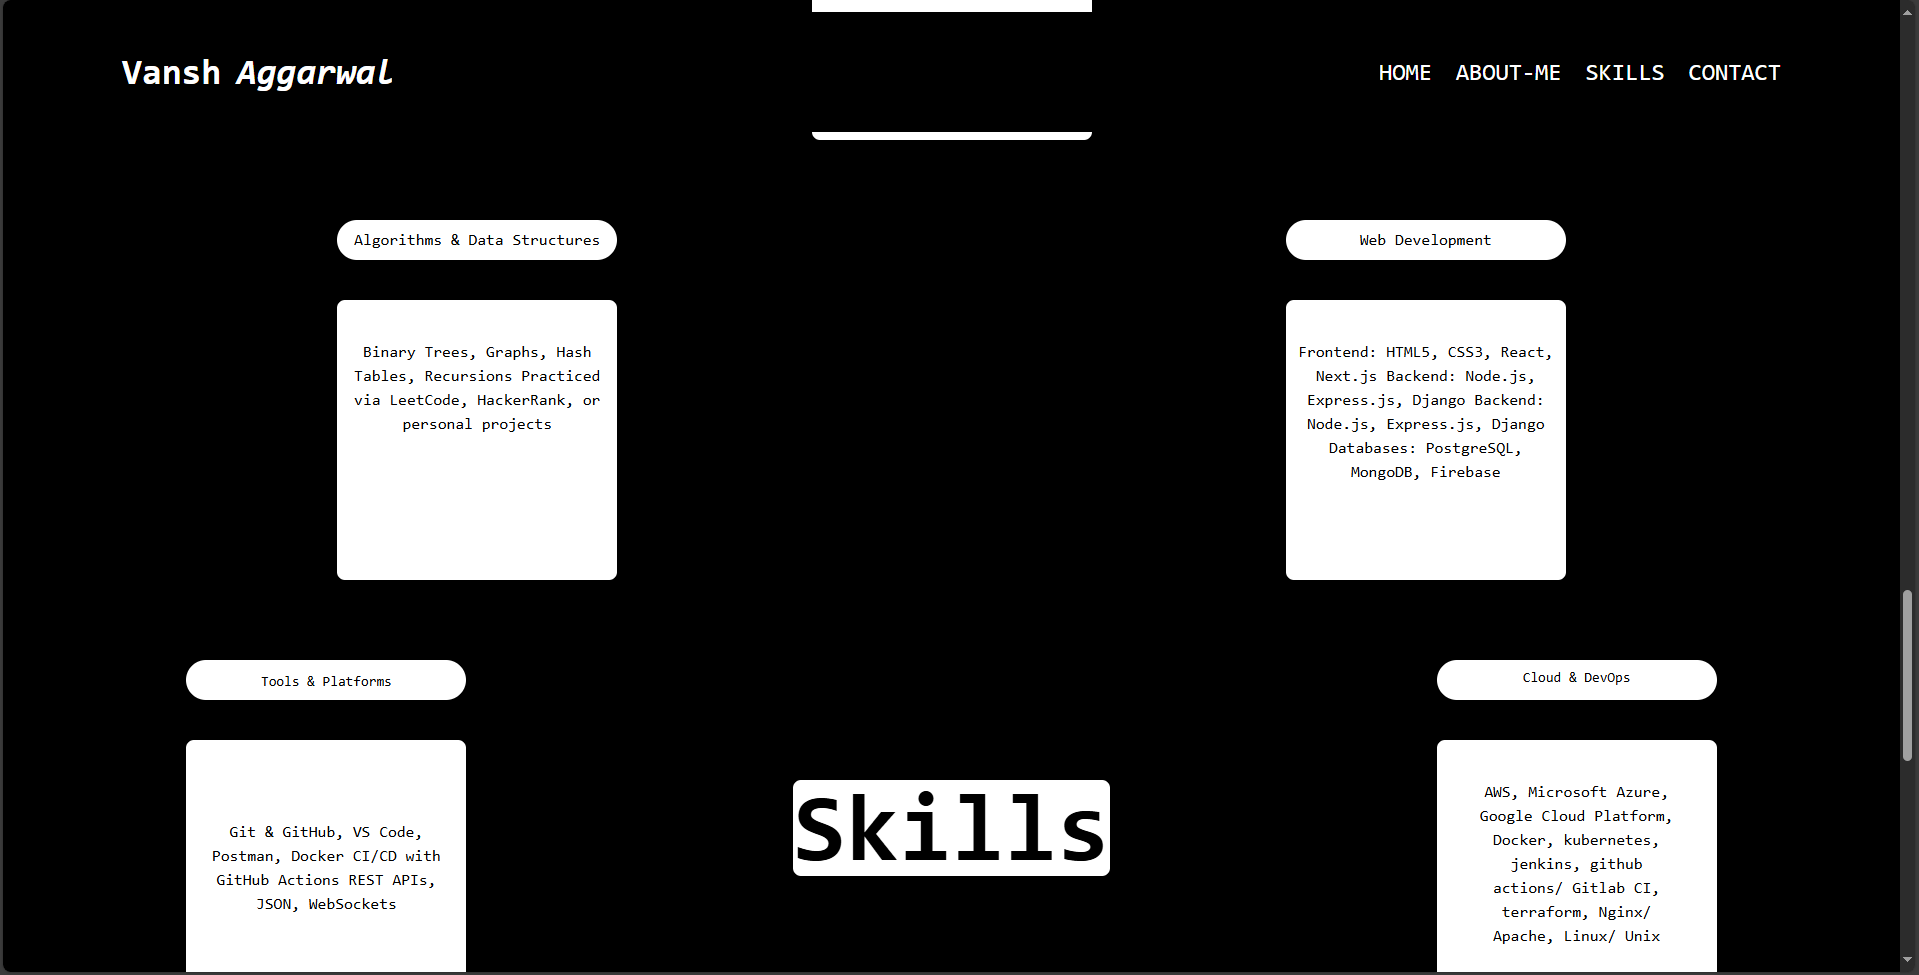 Vansh Aggarwal
HOME ABOUT-ME SKILLS CONTACT
Algorithms & Data Structures
Binary Trees, Graphs, Hash
Tables, Recursions Practiced
via LeetCode, HackerRank, or
personal projects
Web Development
Frontend: HTML5, CSS3, React,
Next.js Backend: Node.js,
Express.js, Django Backend:
Node.js, Express.js, Django
Databases: PostgreSQL,
MongoDB, Firebase
Tools & Platforms
Git & GitHub, VS Code,
Postman, Docker CI/CD with
GitHub Actions REST APIs,
JSON, WebSockets
Skills
Cloud & DevOps
AWS, Microsoft Azure,
Google Cloud Platform,
Docker, kubernetes,
jenkins, github
actions/ Gitlab CI,
terraform, Nginx/
Apache, Linux/ Unix